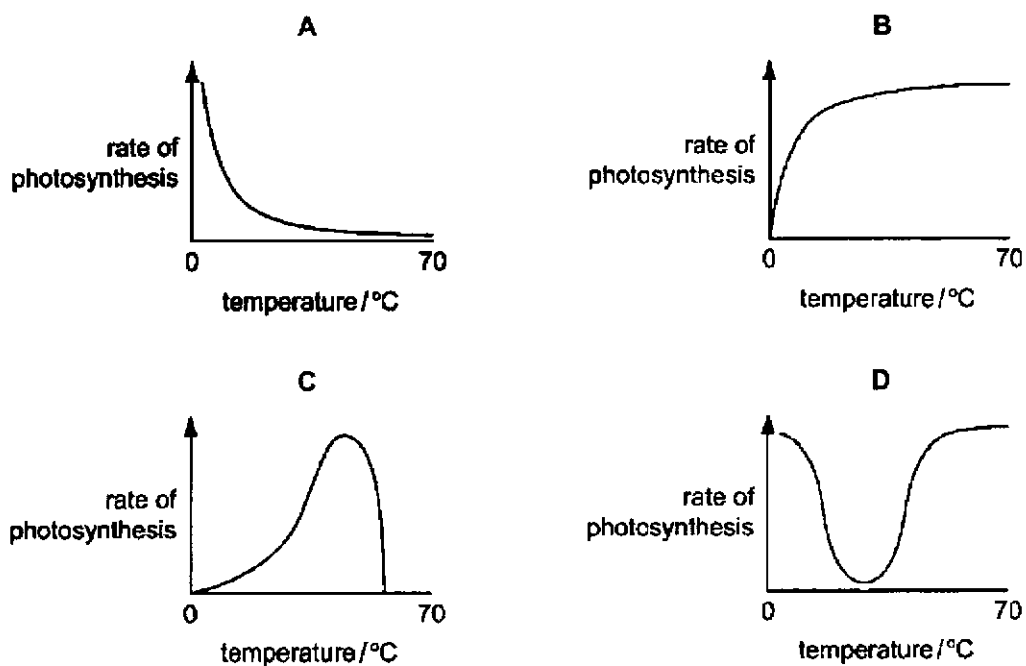 A
rate of
photosynthesis
0
70
temperature/°C
B
rate of
photosynthesis
0
70
temperature/°C
C
rate of
photosynthesis
0
70
temperature/°C
D
rate of
photosynthesis
0
70
temperature/°C